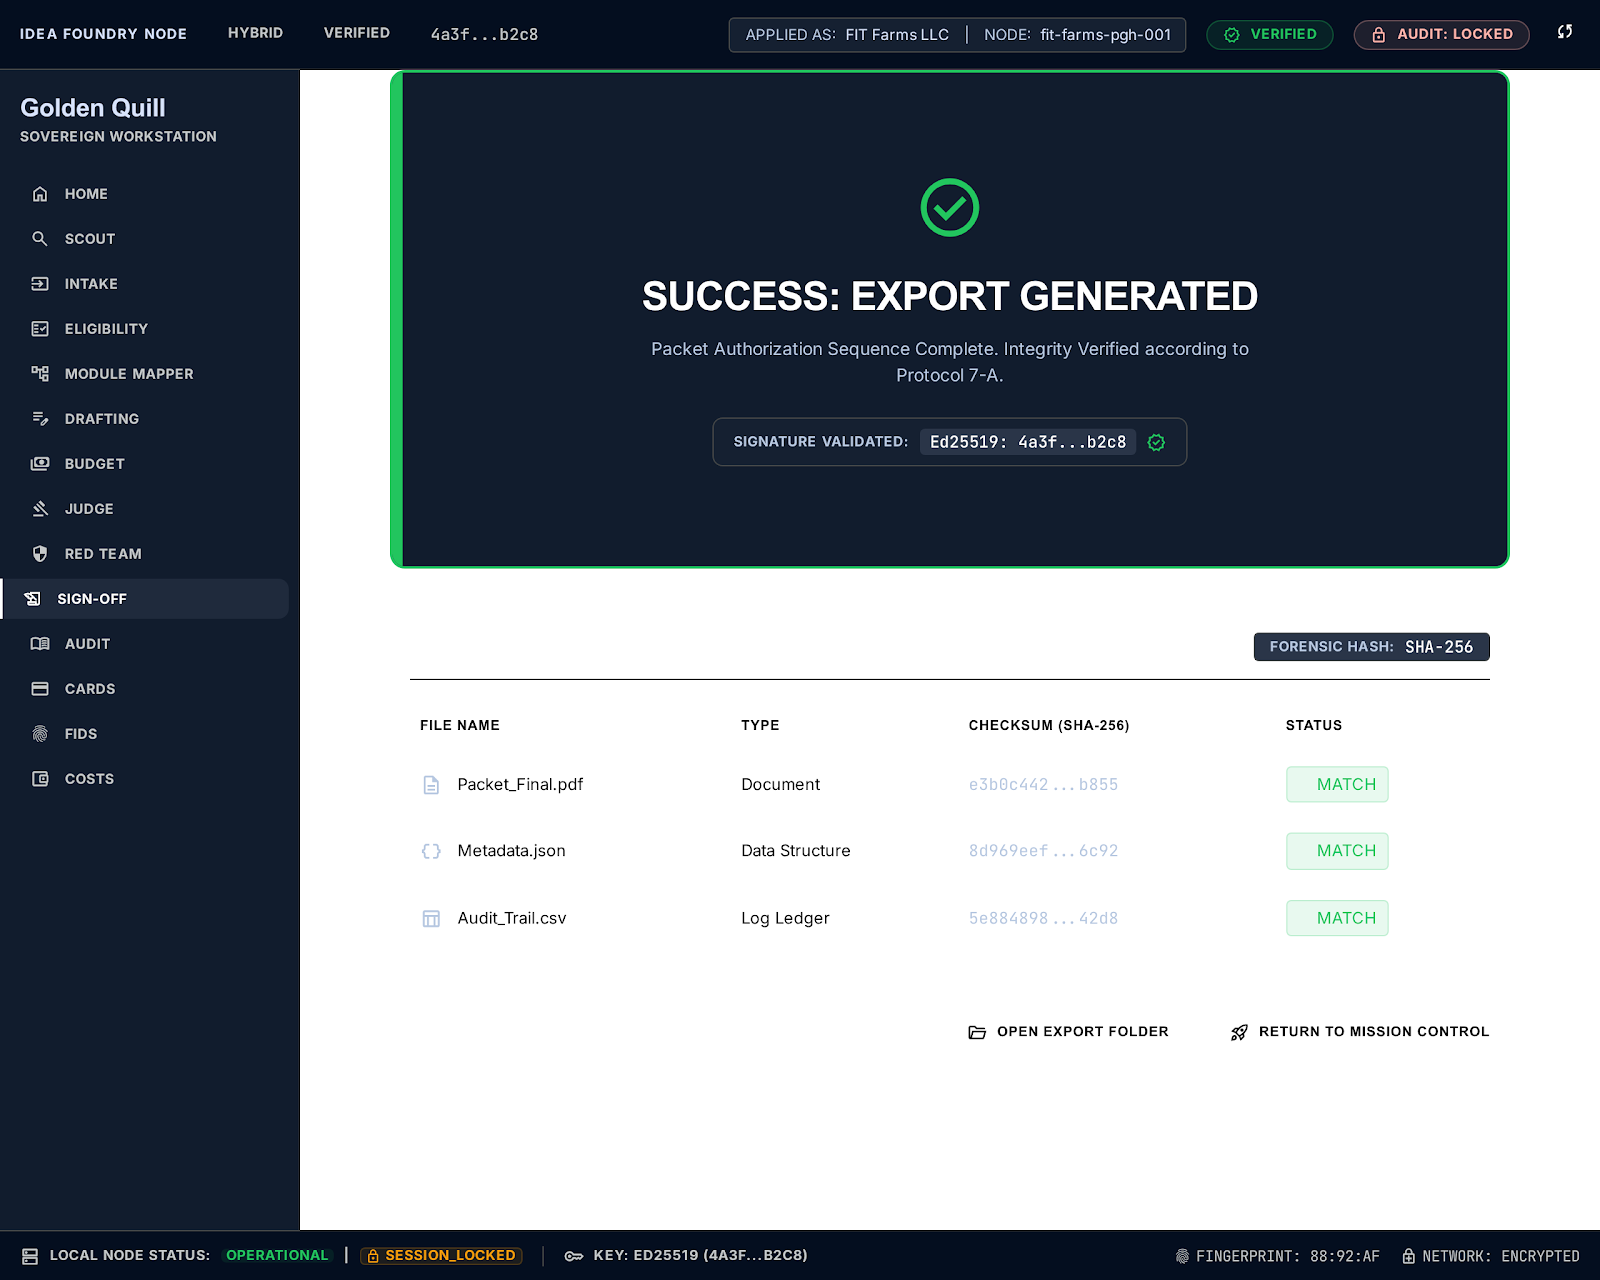 IDEA FOUNDRY NODE HYBRID VERIFIED 4a3f...b2c8 APPLIED AS: FIT Farms LLC | NODE: fit-farms-pgh-001 VERIFIED AUDIT: LOCKED
Golden Quill
SOVEREIGN WORKSTATION
HOME
SCOUT
INTAKE
ELIGIBILITY
MODULE MAPPER
DRAFTING
BUDGET
JUDGE
RED TEAM
SIGN-OFF
AUDIT
CARDS
FIDS
COSTS
SUCCESS: EXPORT GENERATED
Packet Authorization Sequence Complete. Integrity Verified according to
Protocol 7-A.
SIGNATURE VALIDATED: Ed25519: 4a3f...b2c8
FORENSIC HASH: SHA-256
FILE NAME TYPE CHECKSUM (SHA-256) STATUS
Packet_Final.pdf Document e3b0c442...b855 MATCH
Metadata.json Data Structure 8d969eef...6c92 MATCH
Audit_Trail.csv Log Ledger 5e884898...42d8 MATCH
OPEN EXPORT FOLDER RETURN TO MISSION CONTROL
LOCAL NODE STATUS: OPERATIONAL | SESSION_LOCKED | KEY: ED25519 (4A3F...B2C8) FINGERPRINT: 88:92:AF NETWORK: ENCRYPTED